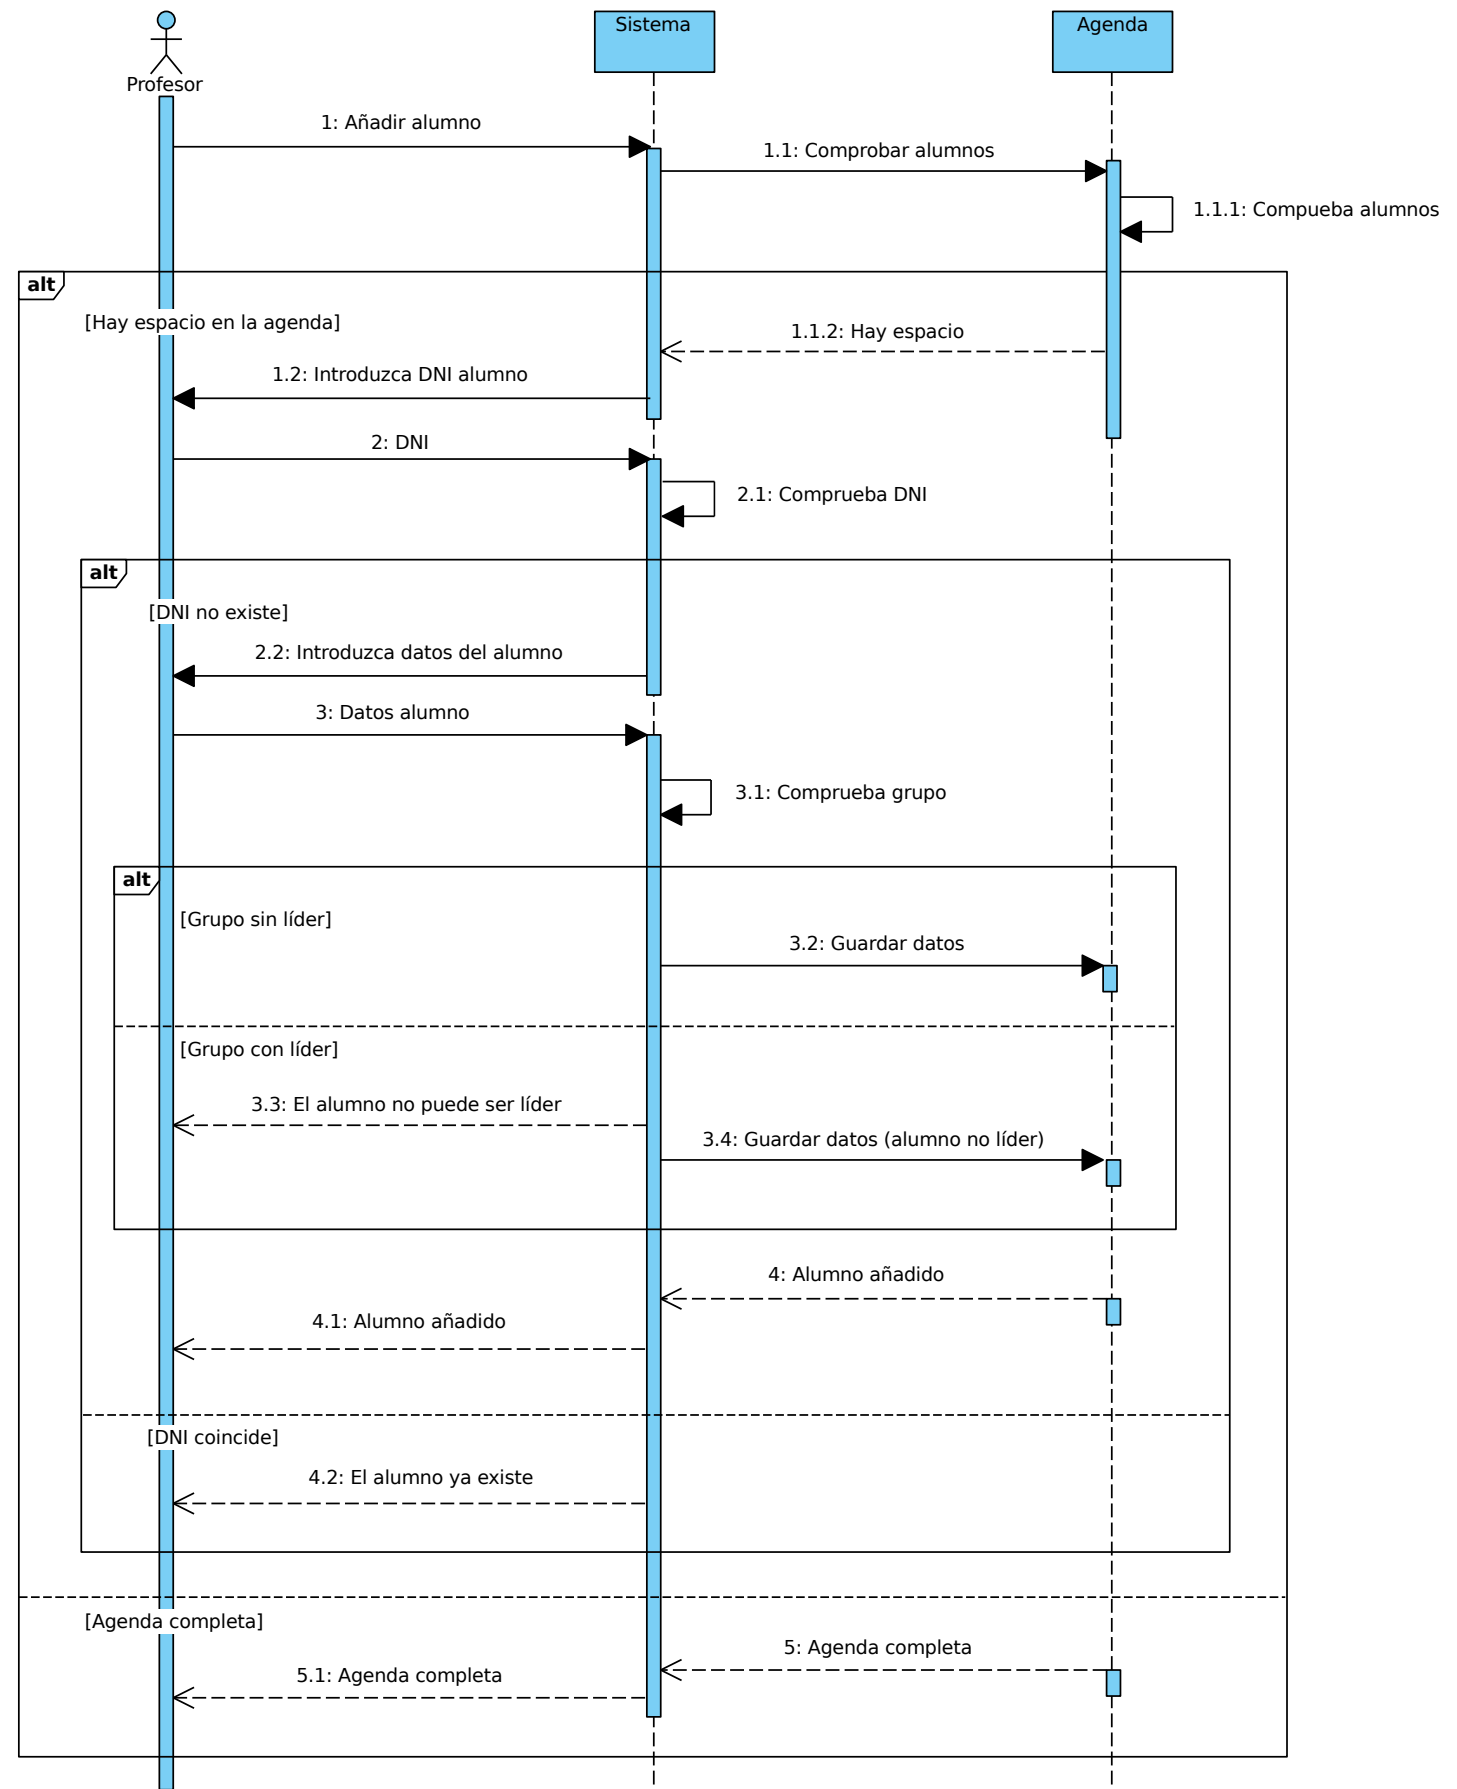 Profesor
Sistema
Agenda
1: Añadir alumno
1.1: Comprobar alumnos
1.1.1: Compueba alumnos
alt
[Hay espacio en la agenda]
1.1.2: Hay espacio
1.2: Introduzca DNI alumno
2: DNI
2.1: Comprueba DNI
alt
[DNI no existe]
2.2: Introduzca datos del alumno
3: Datos alumno
3.1: Comprueba grupo
alt
[Grupo sin líder]
3.2: Guardar datos
[Grupo con líder]
3.3: El alumno no puede ser líder
3.4: Guardar datos (alumno no líder)
4: Alumno añadido
4.1: Alumno añadido
[DNI coincide]
4.2: El alumno ya existe
[Agenda completa]
5: Agenda completa
5.1: Agenda completa